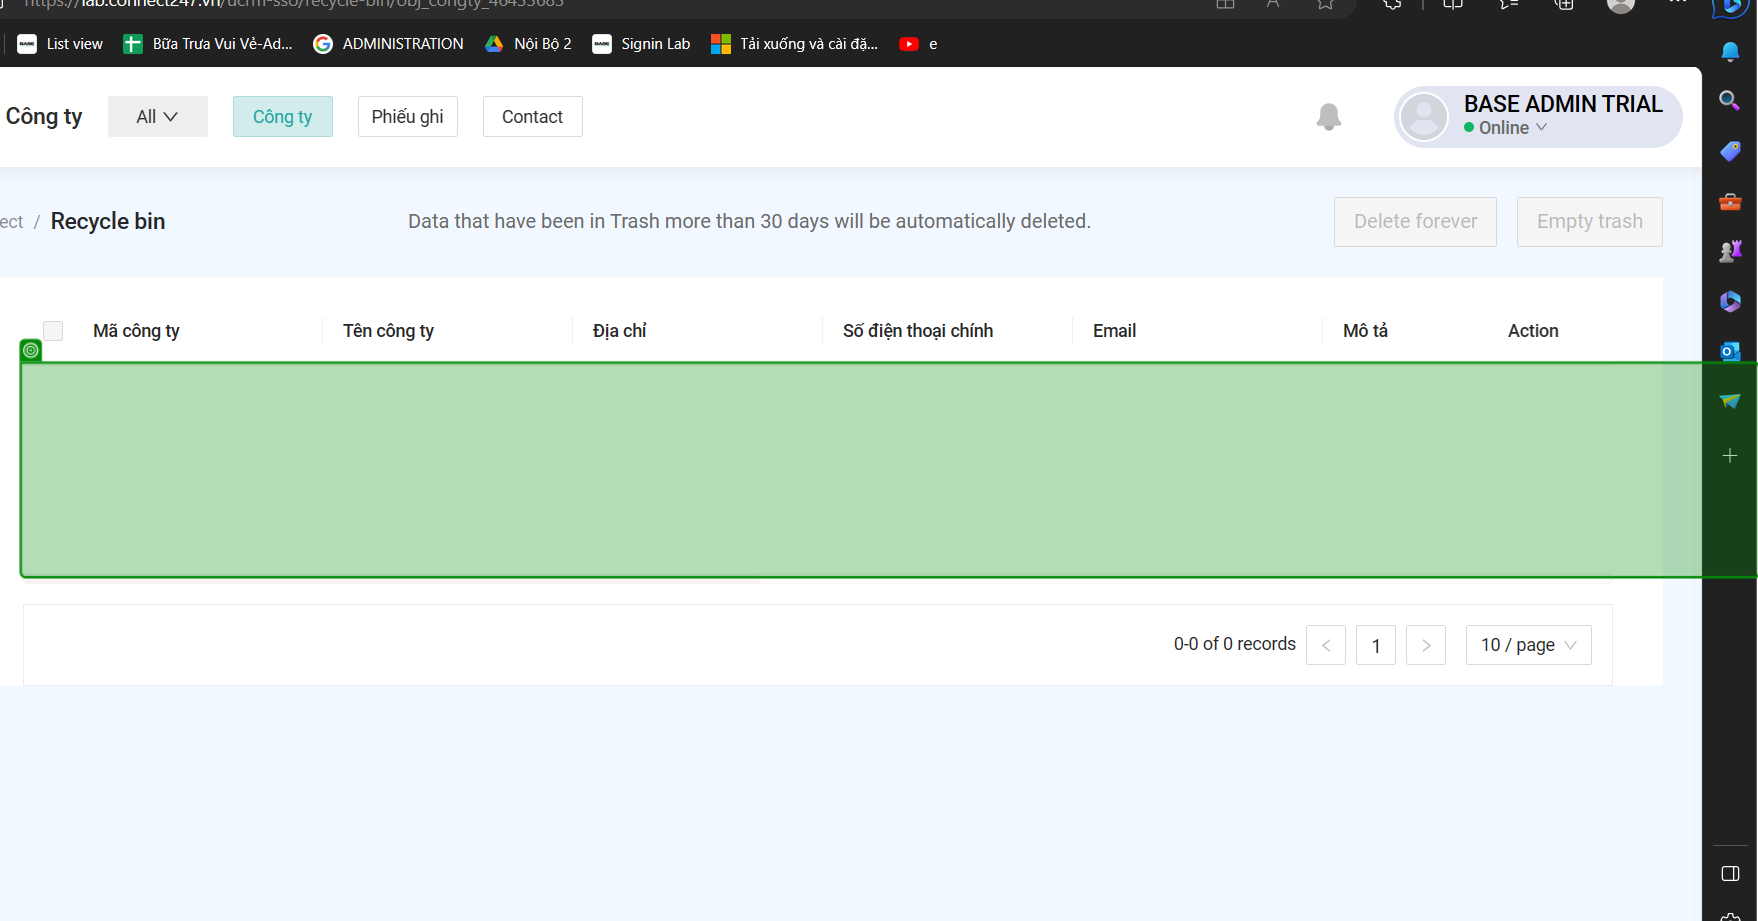 https://lab.connect247.vn/ucrm-sso/recycle-bin/obj_congty_46453683
List view
Bữa Trưa Vui Vẻ-Ad...
ADMINISTRATION
Nội Bộ 2
Signin Lab
Tải xuống và cài đặ...
e
Công ty
All
Công ty
Phiếu ghi
Contact
BASE ADMIN TRIAL
Online
ect / Recycle bin
Data that have been in Trash more than 30 days will be automatically deleted.
Delete forever
Empty trash
Mã công ty
Tên công ty
Địa chỉ
Số điện thoại chính
Email
Mô tả
Action
0-0 of 0 records
<
1
>
10 / page